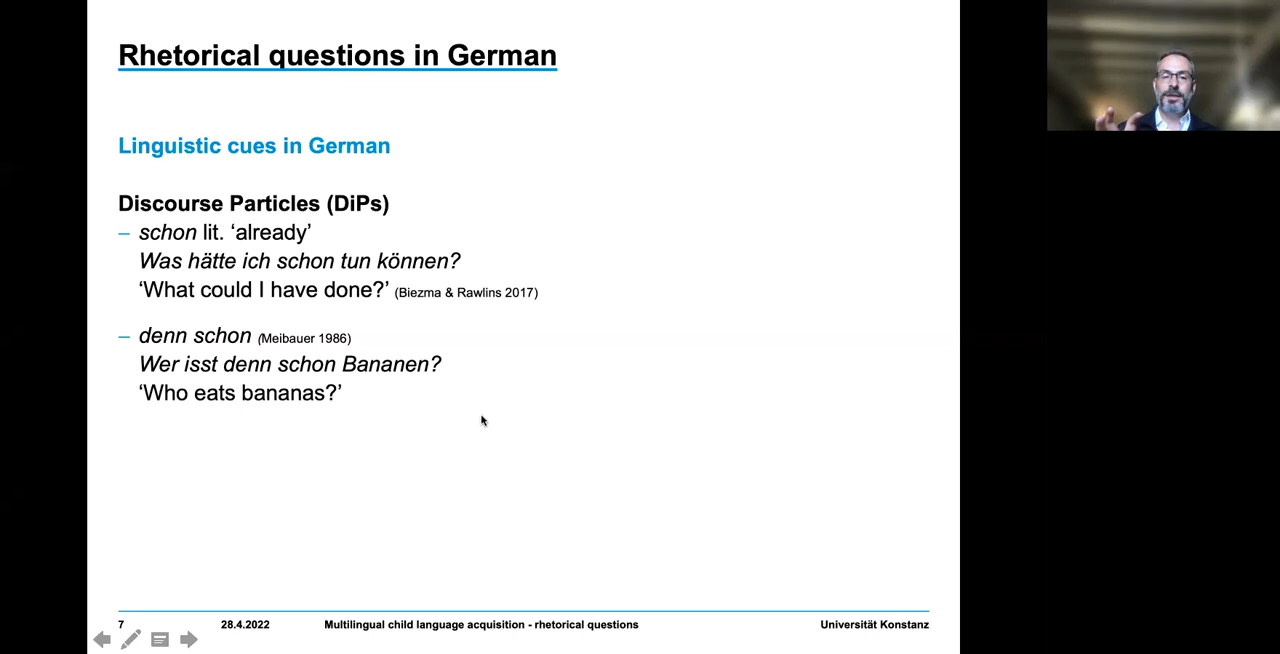 Rhetorical questions in German
Linguistic cues in German
Discourse Particles (DiPs)
– schon lit. ‘already’
Was hätte ich schon tun können?
‘What could I have done?’ (Biezma & Rawlins 2017)
– denn schon (Meibauer 1986)
Wer isst denn schon Bananen?
‘Who eats bananas?’
7 28.4.2022 Multilingual child language acquisition - rhetorical questions Universität Konstanz